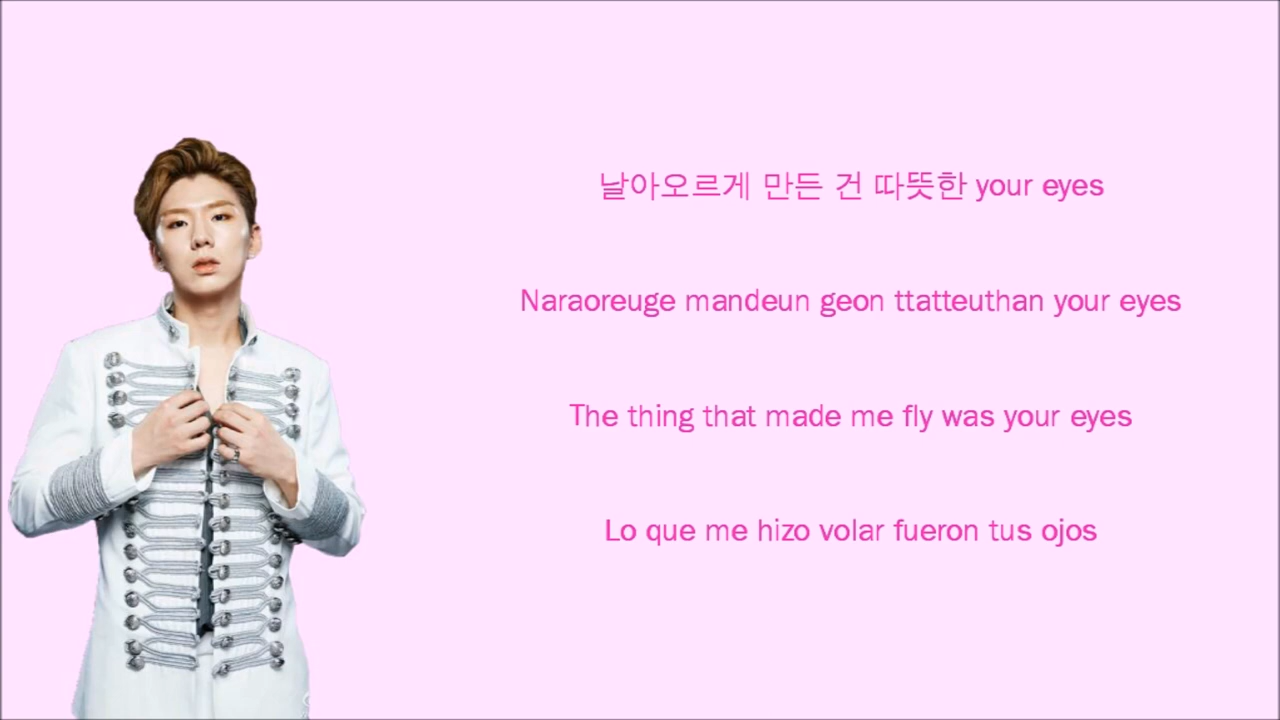 날아오르게 만든 건 따뜻한 your eyes
Naraoreuge mandeun geon ttatteuthan your eyes
The thing that made me fly was your eyes
Lo que me hizo volar fueron tus ojos